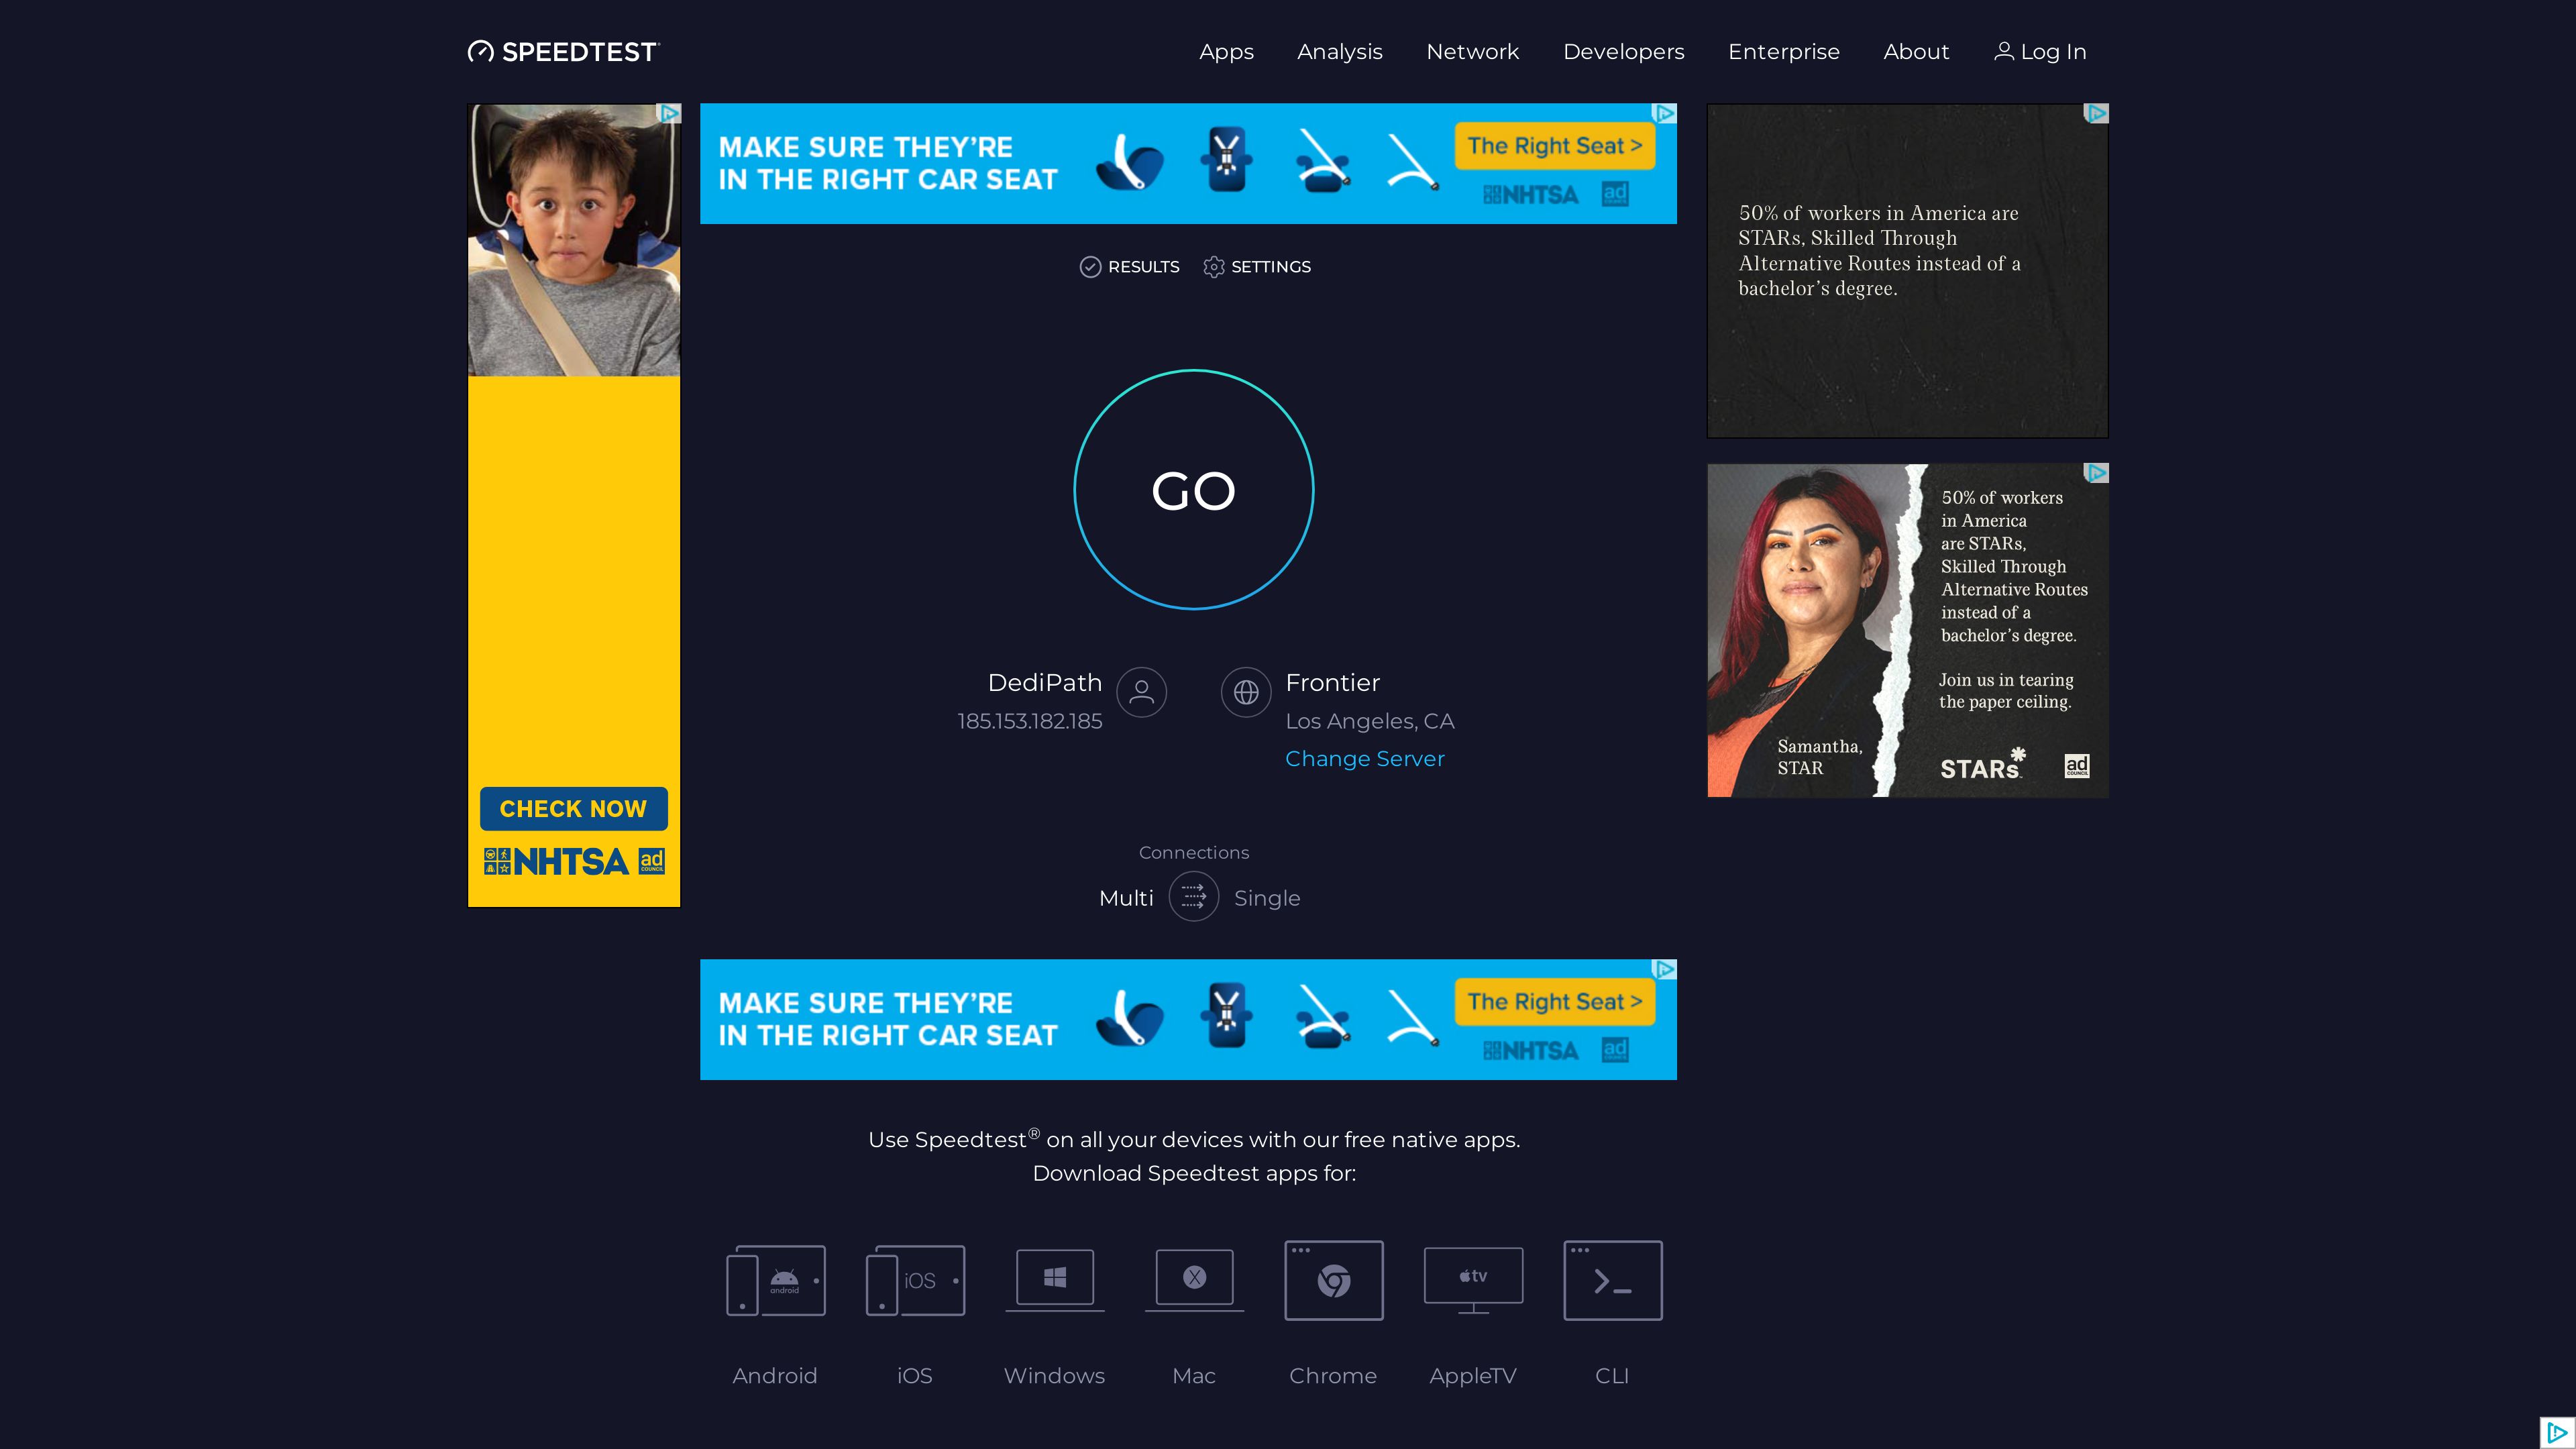 SPEEDTEST
Apps
Analysis
Network
Developers
Enterprise
About
Log In
MAKE SURE THEY'RE
IN THE RIGHT CAR SEAT
The Right Seat >
NHTSA
ad
RESULTS
SETTINGS
GO
DediPath
185.153.182.185
Frontier
Los Angeles, CA
Change Server
Connections
Multi
Single
CHECK NOW
NHTSA
ad
COUNCIL
50% of workers in America are
STARs, Skilled Through
Alternative Routes instead of a
bachelor's degree.
50% of workers
in America
are STARs,
Skilled Through
Alternative Routes
instead of a
bachelor's degree.
Join us in tearing
the paper ceiling.
Samantha,
STAR
STARs*
ad
COUNCIL
MAKE SURE THEY'RE
IN THE RIGHT CAR SEAT
The Right Seat >
NHTSA
ad
Use Speedtest® on all your devices with our free native apps.
Download Speedtest apps for:
android
iOS
X
tv
Android
iOS
Windows
Mac
Chrome
AppleTV
CLI